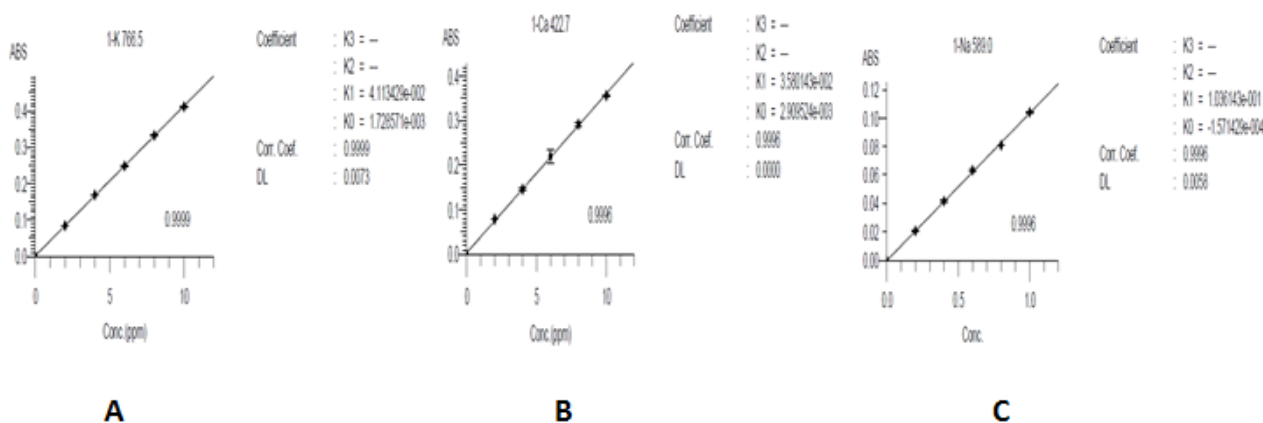 1-K 766.5
ABS
0.4
0.3
0.2
0.1
0.0
0.9999
0 5 10
Conc.(ppm)
Coefficient : K3 = —
: K2 = —
: K1 = 4.113429e-002
: K0 = 1.728571e-003
Corr. Coef. : 0.9999
DL : 0.0073
A
1-Ca 422.7
ABS
0.4
0.3
0.2
0.1
0.0
0.9996
0 5 10
Conc.(ppm)
Coefficient : K3 = —
: K2 = —
: K1 = 3.580143e-002
: K0 = 2.909524e-003
Corr. Coef. : 0.9996
DL : 0.0000
B
1-Na 589.0
ABS
0.12
0.10
0.08
0.06
0.04
0.02
0.00
0.9996
0.0 0.5 1.0
Conc.
Coefficient : K3 = —
: K2 = —
: K1 = 1.036143e-001
: K0 = -1.571429e-004
Corr. Coef. : 0.9996
DL : 0.0058
C